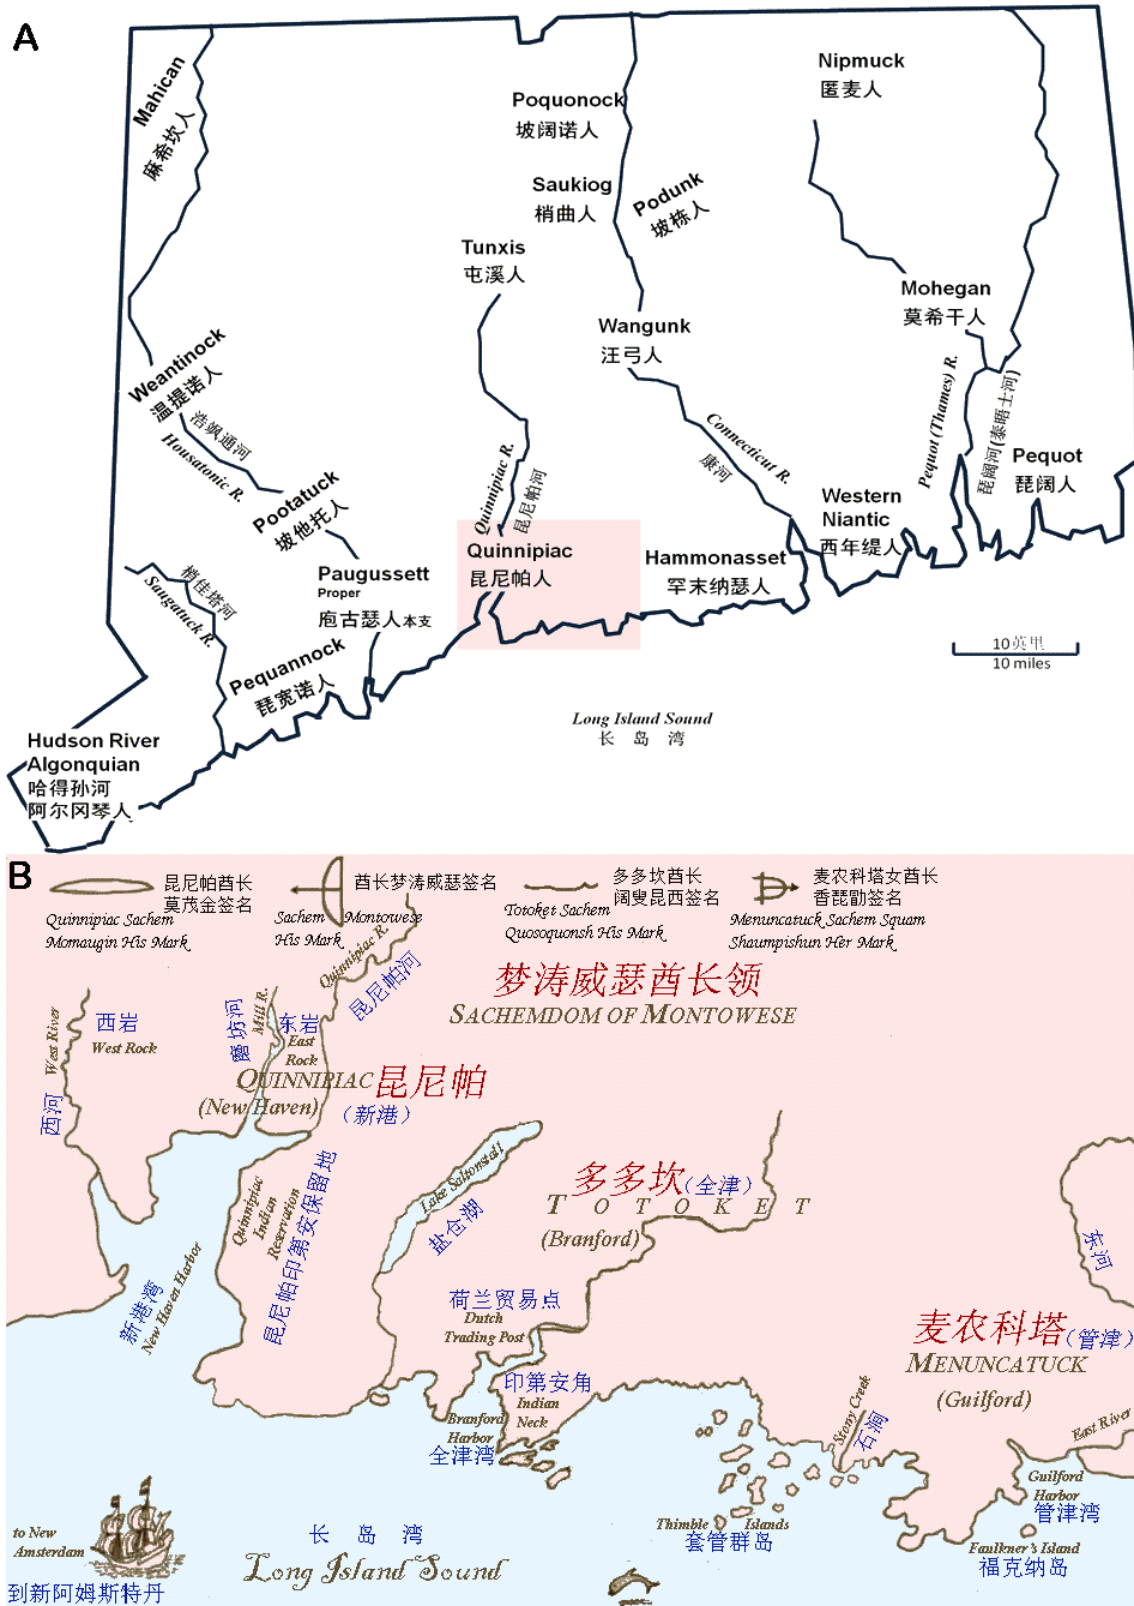 A
Mahican
麻希坎人
Poquonock
坡阔诺人
Nipmuck
匿麦人
Saukiog
梢曲人
Podunk
坡栋人
Tunxis
屯溪人
Mohegan
莫希干人
Wangunk
汪弓人
Weantinock
温提诺人
浩飒通河
Housatonic R.
Connecticut R.
康河
Pequot (Thames) R.
琵阔河(泰晤士河)
Pequot
琵阔人
Quinnipiac R.
昆尼帕河
Pootatuck
坡他托人
Western
Niantic
西年缇人
Quinnipiac
昆尼帕人
Hammonasset
罕末纳瑟人
Paugussett
Proper
庖古瑟人本支
梢佳塔河
Saugatuck R.
Pequannock
琵宽诺人
10英里
10 miles
Long Island Sound
长 岛 湾
Hudson River
Algonquian
哈得孙河
阿尔冈琴人
B
昆尼帕酋长
莫茂金签名
Quinnipiac Sachem
Momaugin His Mark
酋长梦涛威瑟签名
Sachem Montowese
His Mark
多多坎酋长
阔叟昆西签名
Totoket Sachem
Quosoquonsh His Mark
麦农科塔女酋长
香琵勖签名
Menuncatuck Sachem Squam
Shaumpishun Her Mark
Quinnipiac R.
昆尼帕河
梦涛威瑟酋长领
SACHEMDOM OF MONTOWESE
West River
西河
西岩
West Rock
磨坊河
Mill R.
东岩
East
Rock
QUINNIPIAC 昆尼帕
(New Haven) （新港）
Lake Saltonstall
盐仓湖
多多坎（全津）
TOTOKET
(Branford)
Quinnipiac
Indian
Reservation
昆尼帕印第安保留地
东河
新港湾
New Haven Harbor
荷兰贸易点
Dutch
Trading Post
麦农科塔（管津）
MENUNCATUCK
(Guilford)
印第安角
Indian
Neck
Branford
Harbor
全津湾
Stony Creek
石涧
East River
Guilford
Harbor
管津湾
Thimble Islands
套管群岛
Faulkner's Island
福克纳岛
to New
Amsterdam
到新阿姆斯特丹
长 岛 湾
Long Island Sound